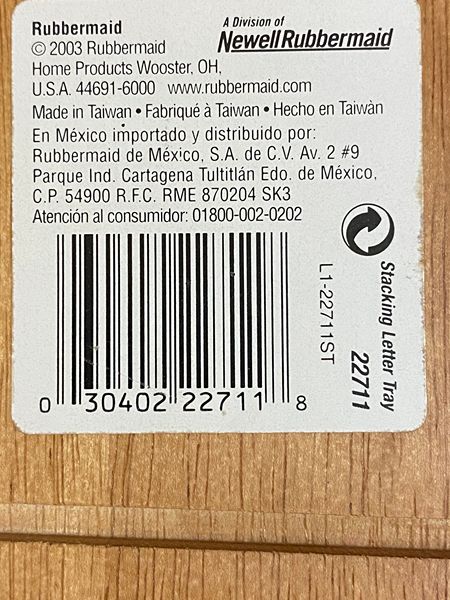 Rubbermaid
© 2003 Rubbermaid
A Division of
NewellRubbermaid
Home Products Wooster, OH,
U.S.A. 44691-6000 www.rubbermaid.com
Made in Taiwan • Fabriqué à Taiwan • Hecho en Taiwàn
En México importado y distribuido por:
Rubbermaid de México, S.A. de C.V. Av. 2 #9
Parque Ind. Cartagena Tultitlán Edo. de México,
C.P. 54900 R.F.C. RME 870204 SK3
Atención al consumidor: 01800-002-0202
0 30402 22711 8
L1-22711ST
Stacking Letter Tray
22711